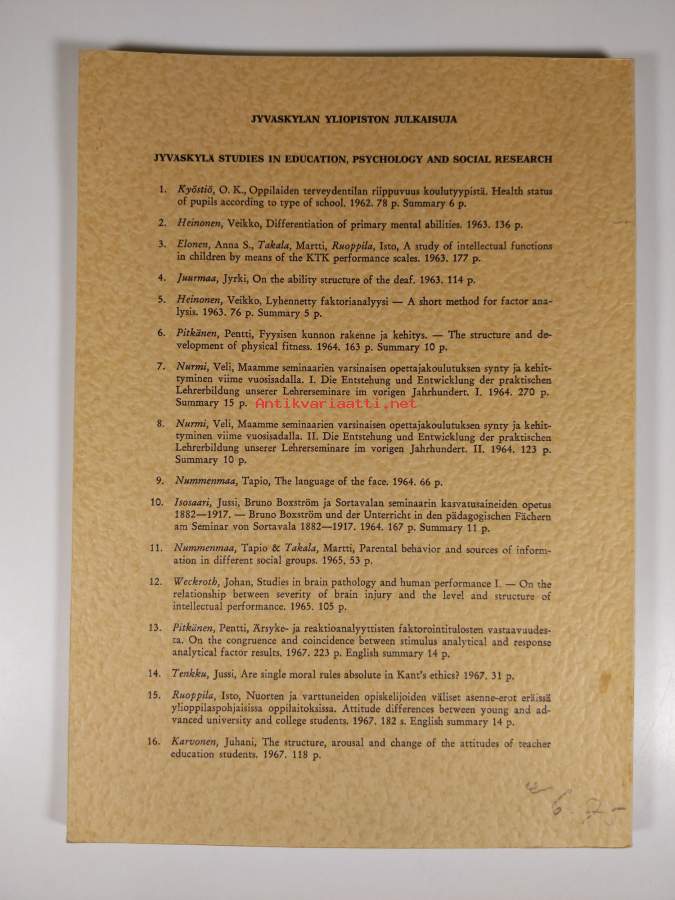 JYVASKYLAN YLIOPISTON JULKAISUJA
JYVASKYLA STUDIES IN EDUCATION, PSYCHOLOGY AND SOCIAL RESEARCH
1. Kyöstiö, O. K., Oppilaiden terveydentilan riippuvuus koulutyypistä. Health status
of pupils according to type of school. 1962. 78 p. Summary 6 p.
2. Heinonen, Veikko, Differentiation of primary mental abilities. 1963. 136 p.
3. Elonen, Anna S., Takala, Martti, Ruoppila, Isto, A study of intellectual functions
in children by means of the KTK performance scales. 1963. 177 p.
4. Juurmaa, Jyrki, On the ability structure of the deaf. 1963. 114 p.
5. Heinonen, Veikko, Lyhennetty faktorianalyysi — A short method for factor ana-
lysis. 1963. 76 p. Summary 5 p.
6. Pitkänen, Pentti, Fyysisen kunnon rakenne ja kehitys. — The structure and de-
velopment of physical fitness. 1964. 163 p. Summary 10 p.
7. Nurmi, Veli, Maamme seminaarien varsinaisen opettajakoulutuksen synty ja kehit-
tyminen viime vuosisadalla. I. Die Entstehung und Entwicklung der praktischen
Lehrerbildung unserer Lehrerseminare im vorigen Jahrhundert. I. 1964. 270 p.
Summary 15 p.
Antikvariaatti.net
8. Nurmi, Veli, Maamme seminaarien varsinaisen opettajakoulutuksen synty ja kehit-
tyminen viime vuosisadalla. II. Die Entstehung und Entwicklung der praktischen
Lehrerbildung unserer Lehrerseminare im vorigen Jahrhundert. II. 1964. 123 p.
Summary 10 p.
9. Nummenmaa, Tapio, The language of the face. 1964. 66 p.
10. Isosaari, Jussi, Bruno Boxström ja Sortavalan seminaarin kasvatusaineiden opetus
1882—1917. — Bruno Boxström und der Unterricht in den pädagogischen Fächern
am Seminar von Sortavala 1882—1917. 1964. 167 p. Summary 11 p.
11. Nummenmaa, Tapio & Takala, Martti, Parental behavior and sources of inform-
ation in different social groups. 1965, 53 p.
12. Weckroth, Johan, Studies in brain pathology and human performance I. — On the
relationship between severity of brain injury and the level and structure of
intellectual performance. 1965. 105 p.
13. Pitkänen, Pentti, Ärsyke- ja reaktioanalyyttisten faktorointitulosten vastaavuudes-
ta. On the congruence and coincidence between stimulus analytical and response
analytical factor results. 1967. 223 p. English summary 14 p.
14. Tenkku, Jussi, Are single moral rules absolute in Kant's ethics? 1967. 31 p.
15. Ruoppila, Isto, Nuorten ja varttuneiden opiskelijoiden väliset asenne-erot eräissä
ylioppilaspohjaisissa oppilaitoksissa. Attitude differences between young and ad-
vanced university and college students. 1967. 182 s. English summary 14 p.
16. Karvonen, Juhani, The structure, arousal and change of the attitudes of teacher
education students. 1967. 118 p.
6 7-